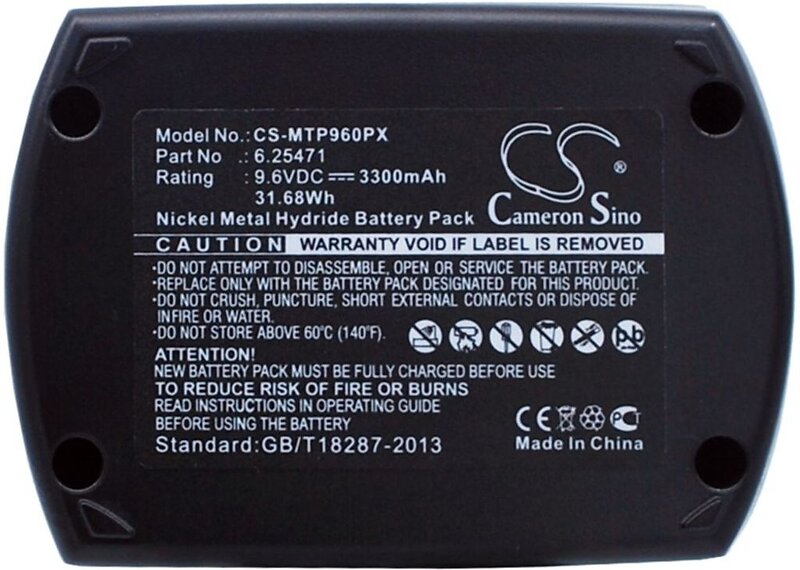 Model No.: CS-MTP960PX
Part No : 6.25471
Rating : 9.6VDC 3300mAh
31.68Wh
Nickel Metal Hydride Battery Pack
CS ®
Cameron Sino
CAUTION WARRANTY VOID IF LABEL IS REMOVED
•DO NOT ATTEMPT TO DISASSEMBLE, OPEN OR SERVICE THE BATTERY PACK.
•REPLACE ONLY WITH THE BATTERY PACK DESIGNATED FOR THIS PRODUCT.
•DO NOT CRUSH, PUNCTURE, SHORT EXTERNAL CONTACTS OR DISPOSE OF
INFIRE OR WATER.
•DO NOT STORE ABOVE 60°C (140°F).
Pb
ATTENTION!
NEW BATTERY PACK MUST BE FULLY CHARGED BEFORE USE
TO REDUCE RISK OF FIRE OR BURNS
READ INSTRUCTIONS IN OPERATING GUIDE
BEFORE USING THE BATTERY
CE
Standard:GB/T18287-2013
Made In China